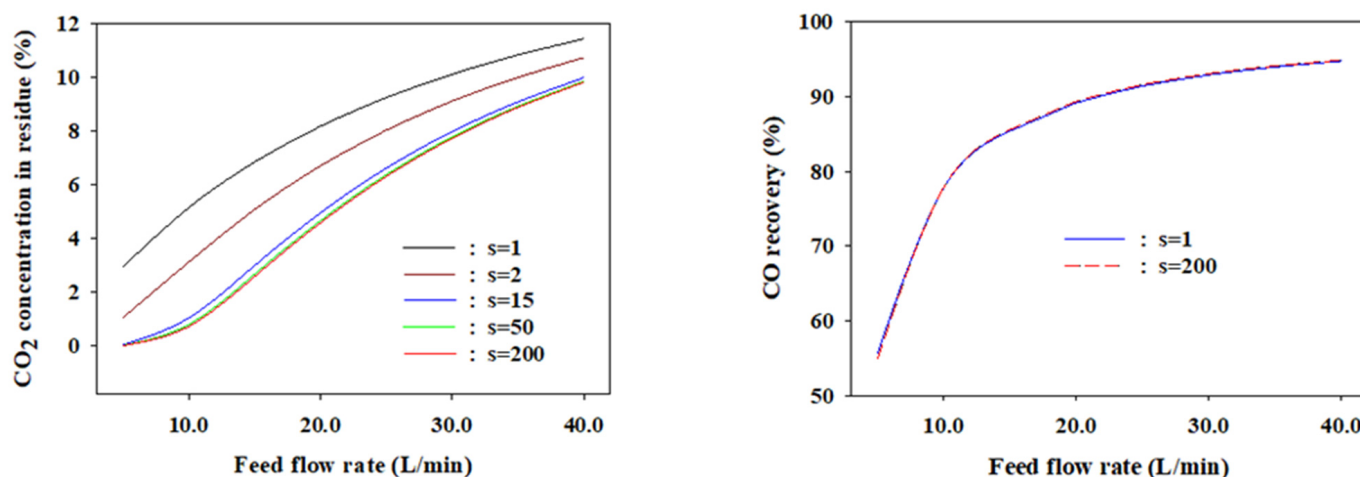 CO2 concentration in residue (%)
12
10
8
6
4
2
0
: s=1
: s=2
: s=15
: s=50
: s=200
10.0 20.0 30.0 40.0
Feed flow rate (L/min)
CO recovery (%)
100
90
80
70
60
50
: s=1
: s=200
10.0 20.0 30.0 40.0
Feed flow rate (L/min)